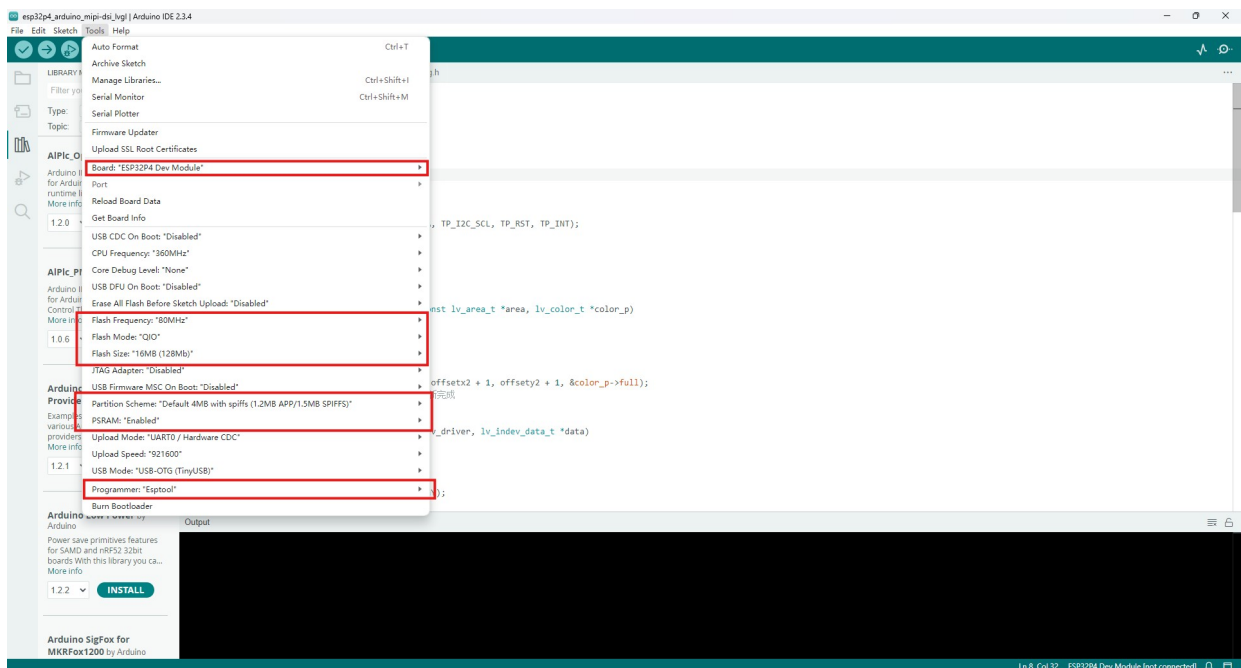 esp32p4_arduino_mipi-dsi_lvgl | Arduino IDE 2.3.4
File Edit Sketch Tools Help
Auto Format Ctrl+T
Archive Sketch
Manage Libraries... Ctrl+Shift+I
Serial Monitor Ctrl+Shift+M
Serial Plotter
Firmware Updater
Upload SSL Root Certificates
Board: "ESP32P4 Dev Module"
Port
Reload Board Data
Get Board Info
USB CDC On Boot: "Disabled"
CPU Frequency: "360MHz"
Core Debug Level: "None"
USB DFU On Boot: "Disabled"
Erase All Flash Before Sketch Upload: "Disabled"
Flash Frequency: "80MHz"
Flash Mode: "QIO"
Flash Size: "16MB (128Mb)"
JTAG Adapter: "Disabled"
USB Firmware MSC On Boot: "Disabled"
Partition Scheme: "Default 4MB with spiffs (1.2MB APP/1.5MB SPIFFS)"
PSRAM: "Enabled"
Upload Mode: "UART0 / Hardware CDC"
Upload Speed: "921600"
USB Mode: "USB-OTG (TinyUSB)"
Programmer: "Esptool"
Burn Bootloader
LIBRARY
Filter
Type:
Topic:
AIPlc_O
Arduino
for Ardui
runtime
More info
1.2.0
AIPlc_P
Arduino
for Ardui
Control
More
1.0.6
Arduino
Provide
Examples
various
providers
More info
1.2.1
Arduino Low Power by
Arduino
Power save primitives features
for SAMD and nRF52 32bit
boards With this library you ca...
More info
1.2.2 INSTALL
Arduino SigFox for
MKRFox1200 by Arduino
.h
, TP_I2C_SCL, TP_RST, TP_INT);
nst lv_area_t *area, lv_color_t *color_p)
offsetx2 + 1, offsety2 + 1, &color_p->full);
完成
_driver, lv_indev_data_t *data)
);
Output
Ln 8, Col 32 ESP32P4 Dev Module [not connected]